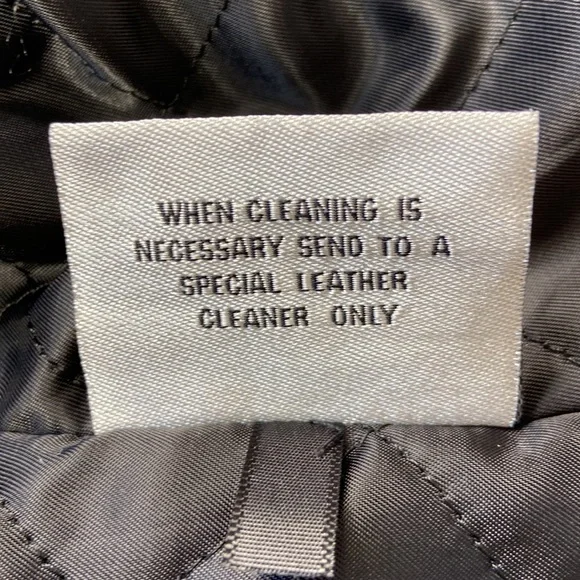 WHEN CLEANING IS
NECESSARY SEND TO A
SPECIAL LEATHER
CLEANER ONLY